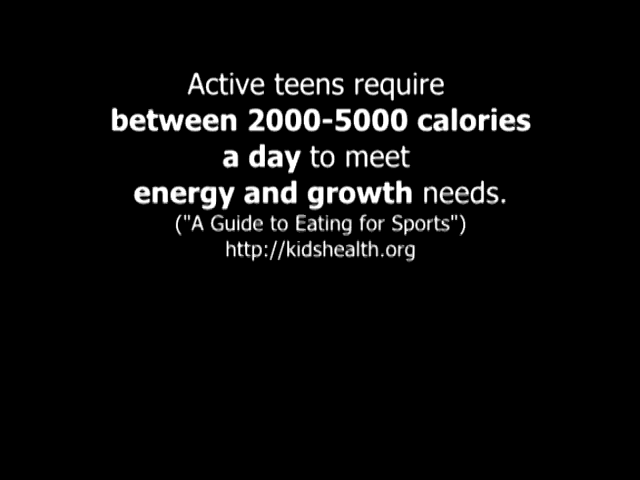 Active teens require
between 2000-5000 calories
a day to meet
energy and growth needs.
("A Guide to Eating for Sports")
http://kidshealth.org